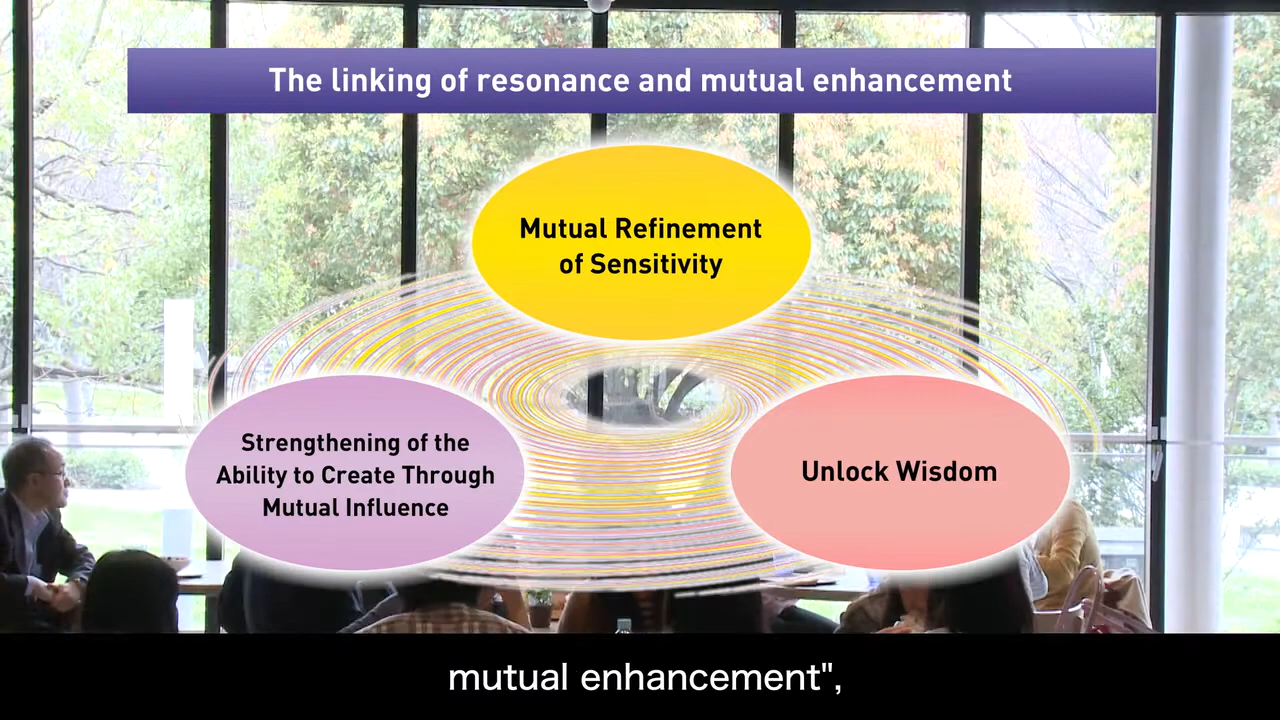 The linking of resonance and mutual enhancement
Mutual Refinement
of Sensitivity
Strengthening of the
Ability to Create Through
Mutual Influence
Unlock Wisdom
mutual enhancement",